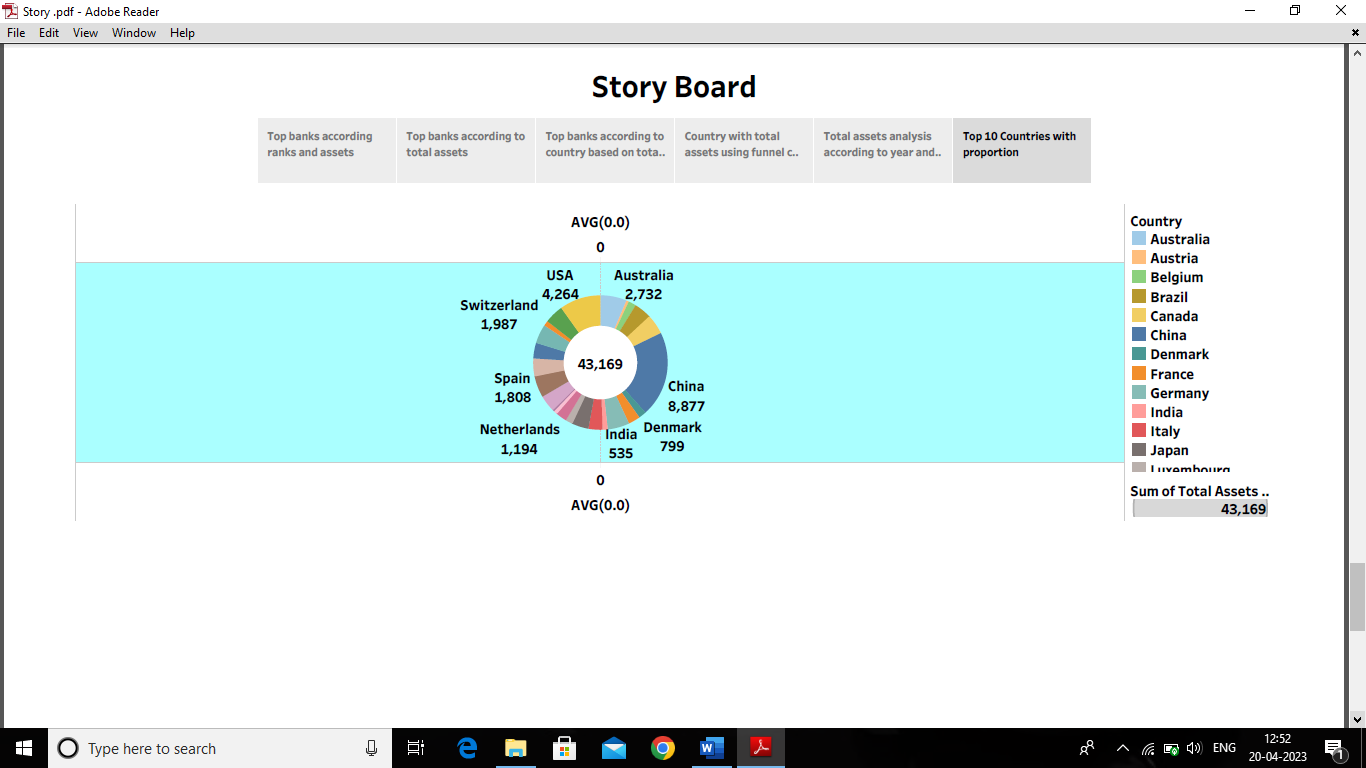 Story .pdf - Adobe Reader
File Edit View Window Help
Story Board
Top banks according
ranks and assets
Top banks according to
total assets
Top banks according to
country based on tota..
Country with total
assets using funnel c..
Total assets analysis
according to year and..
Top 10 Countries with
proportion
AVG(0.0)
0
USA
4,264
Australia
2,732
Switzerland
1,987
43,169
Spain
1,808
China
8,877
Netherlands
1,194
India
535
Denmark
799
0
AVG(0.0)
Country
Australia
Austria
Belgium
Brazil
Canada
China
Denmark
France
Germany
India
Italy
Japan
Luxembourg
Sum of Total Assets ..
43,169
Type here to search
ENG
12:52
20-04-2023
1